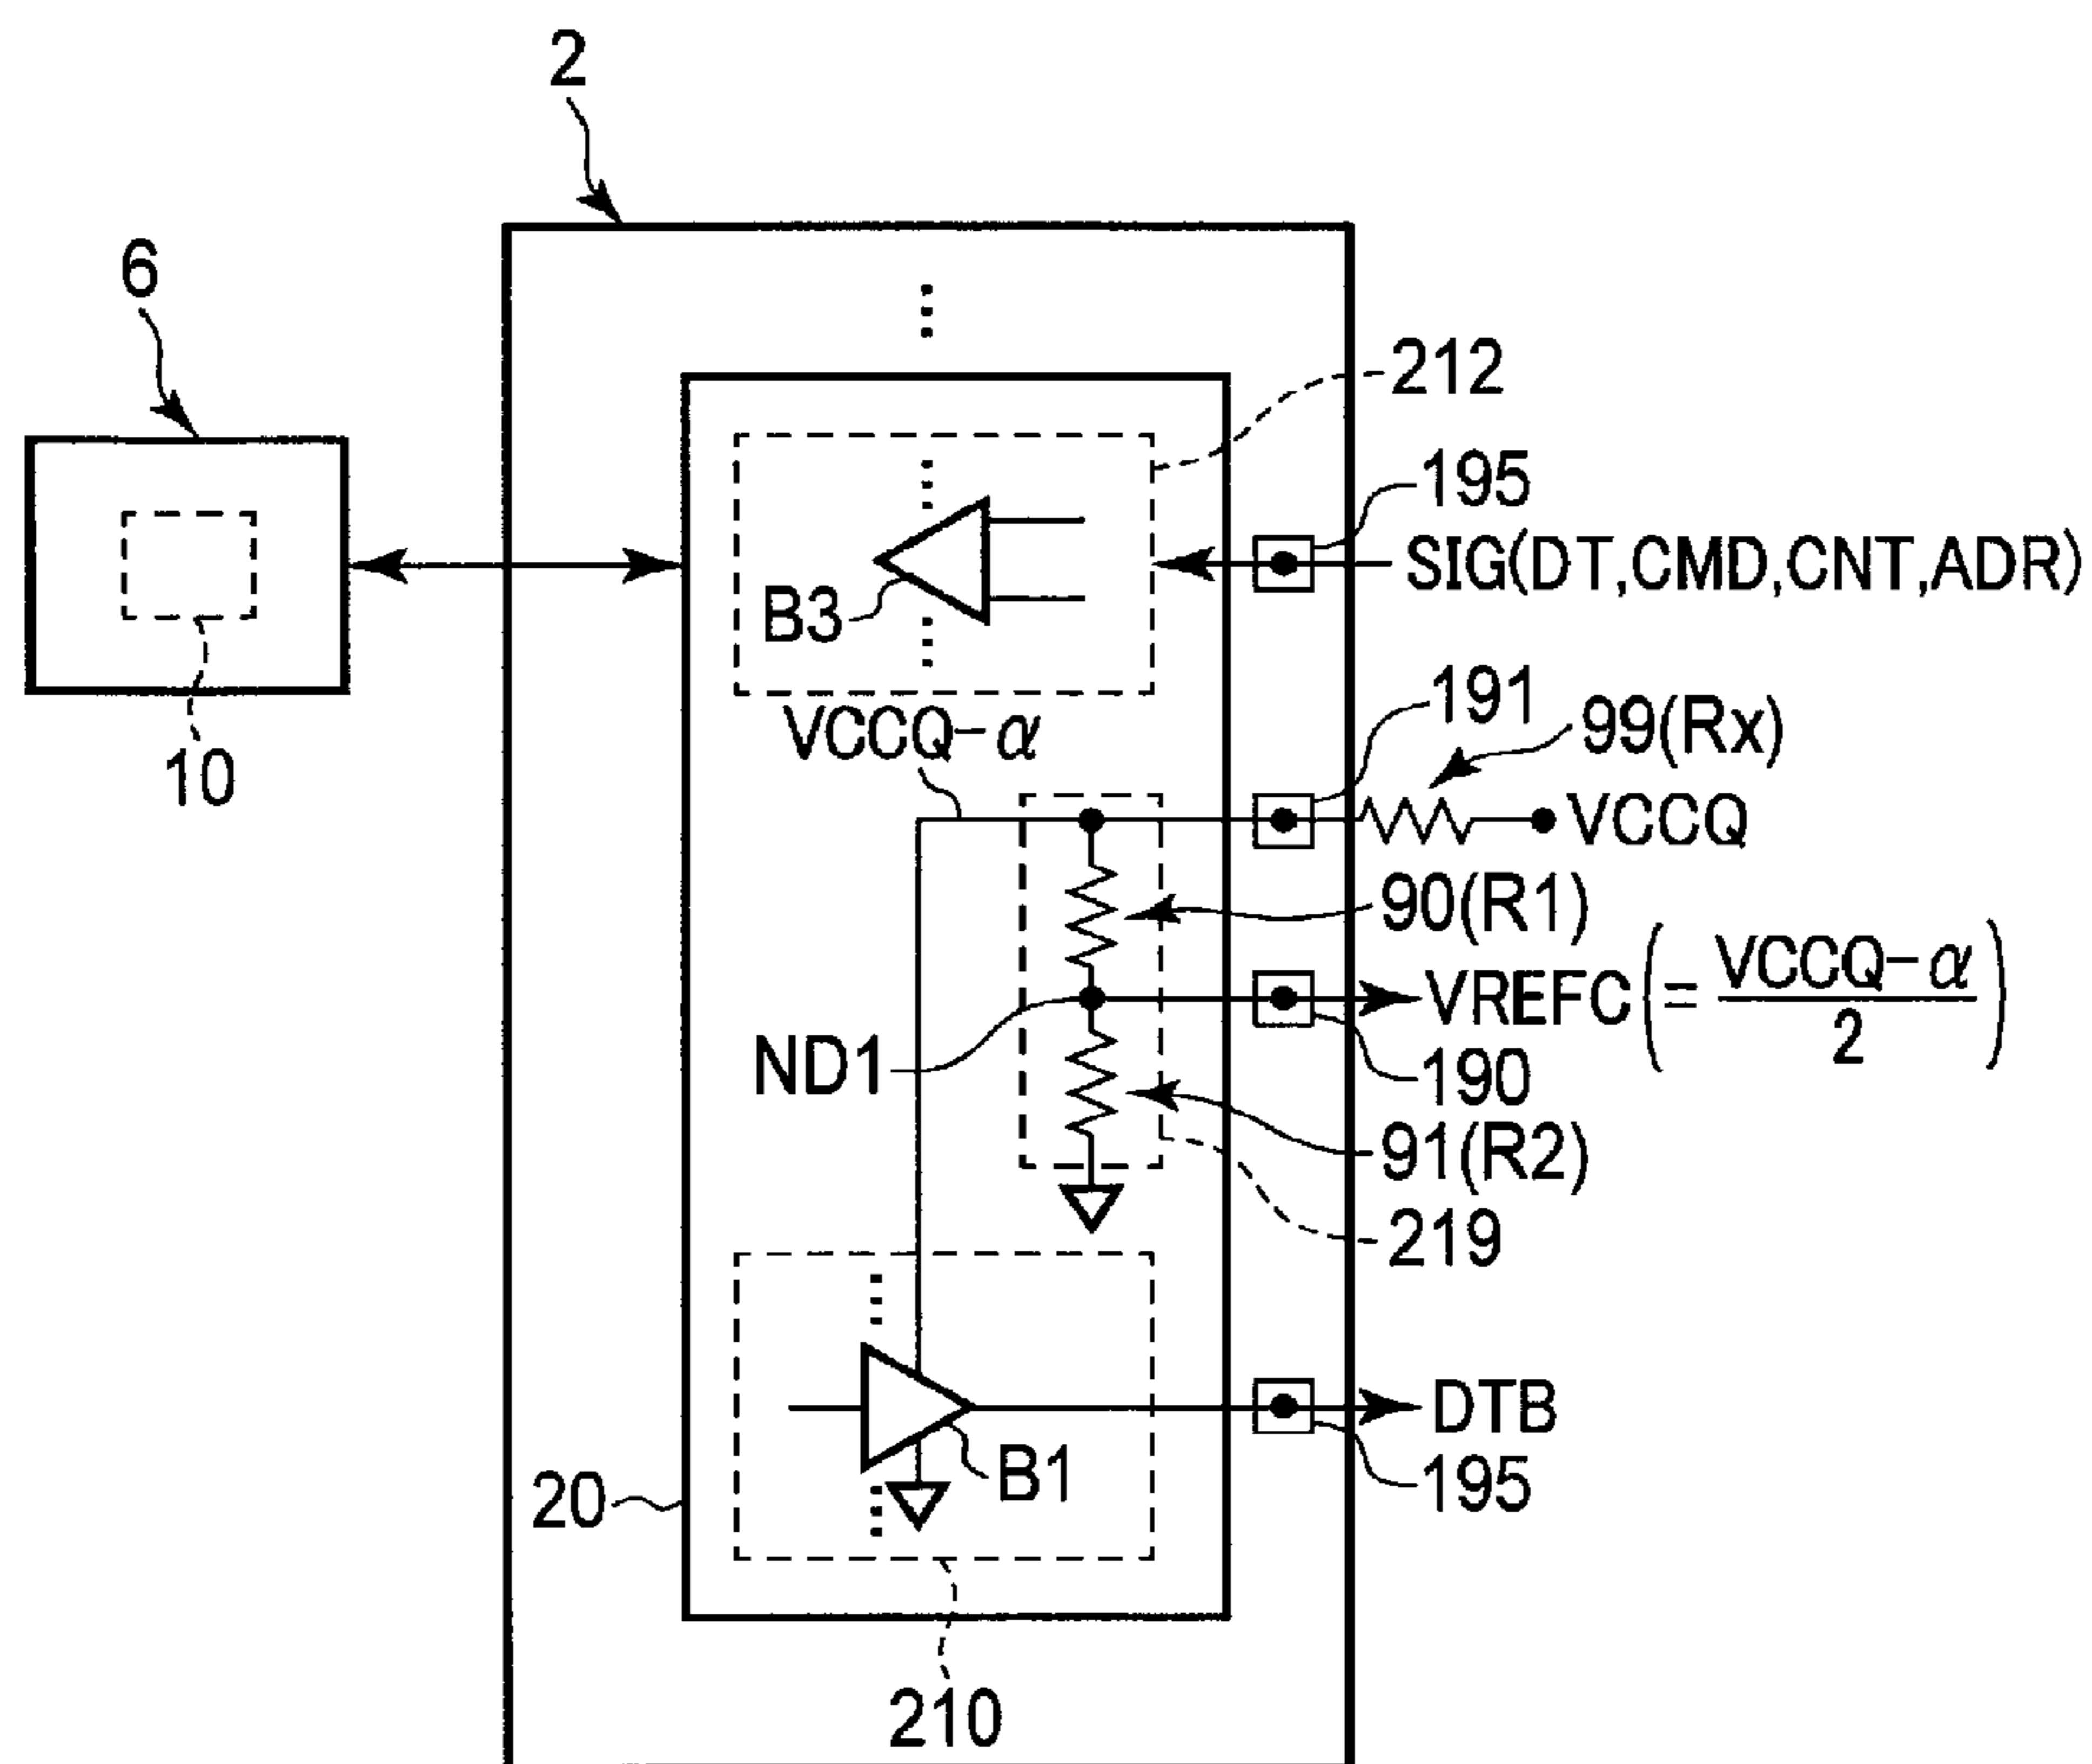 2
6
212
195
SIG(DT,CMD,CNT,ADR)
B3
191
99(Rx)
VCCQ-α
10
VCCQ
90(R1)
VREFC(=VCCQ-α/2)
ND1
190
91(R2)
219
DTB
B1
195
20
210